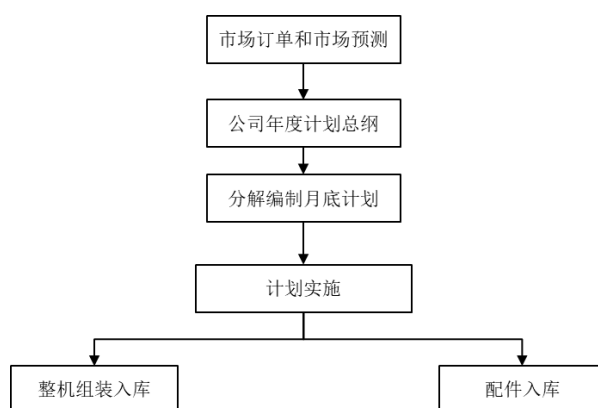 市场订单和市场预测
公司年度计划总纲
分解编制月底计划
计划实施
整机组装入库
配件入库